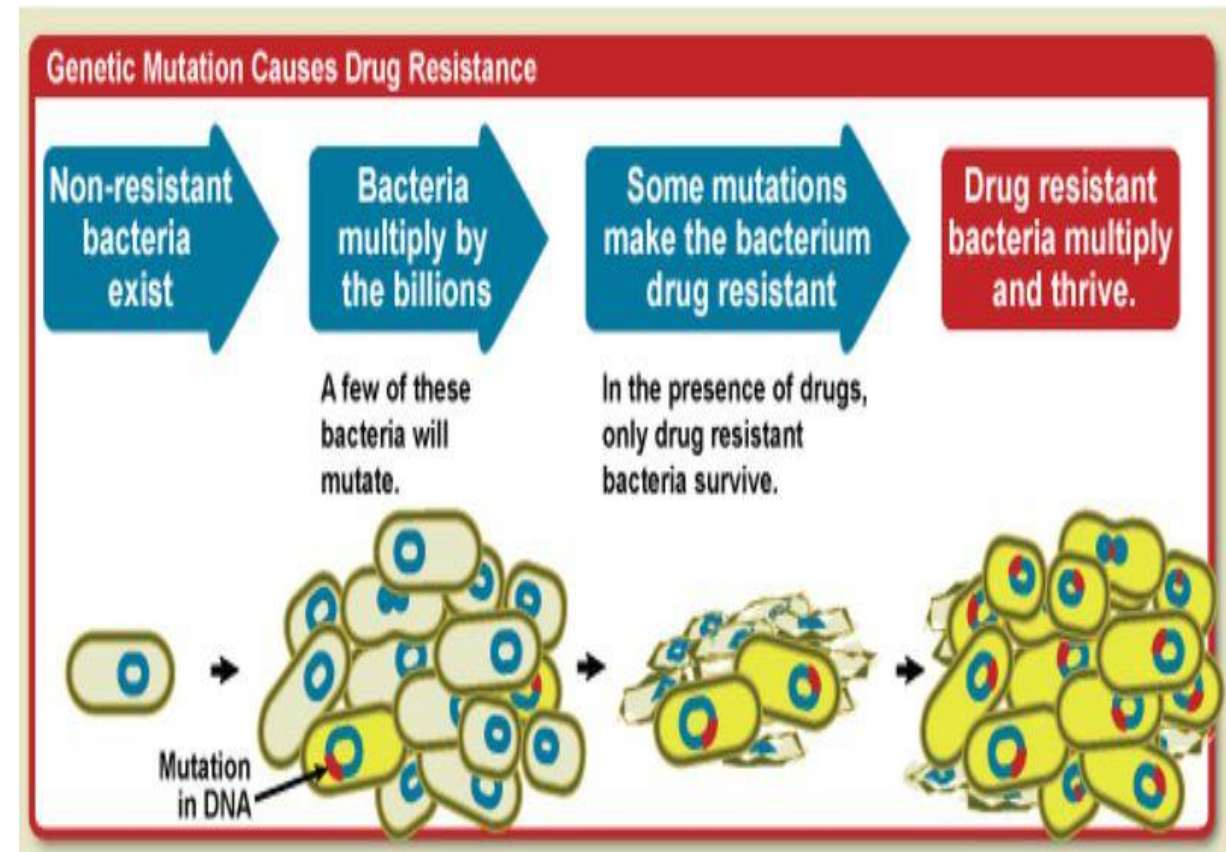 Genetic Mutation Causes Drug Resistance
Non-resistant
bacteria
exist
Bacteria
multiply by
the billions
Some mutations
make the bacterium
drug resistant
Drug resistant
bacteria multiply
and thrive.
A few of these
bacteria will
mutate.
In the presence of drugs,
only drug resistant
bacteria survive.
Mutation
in DNA